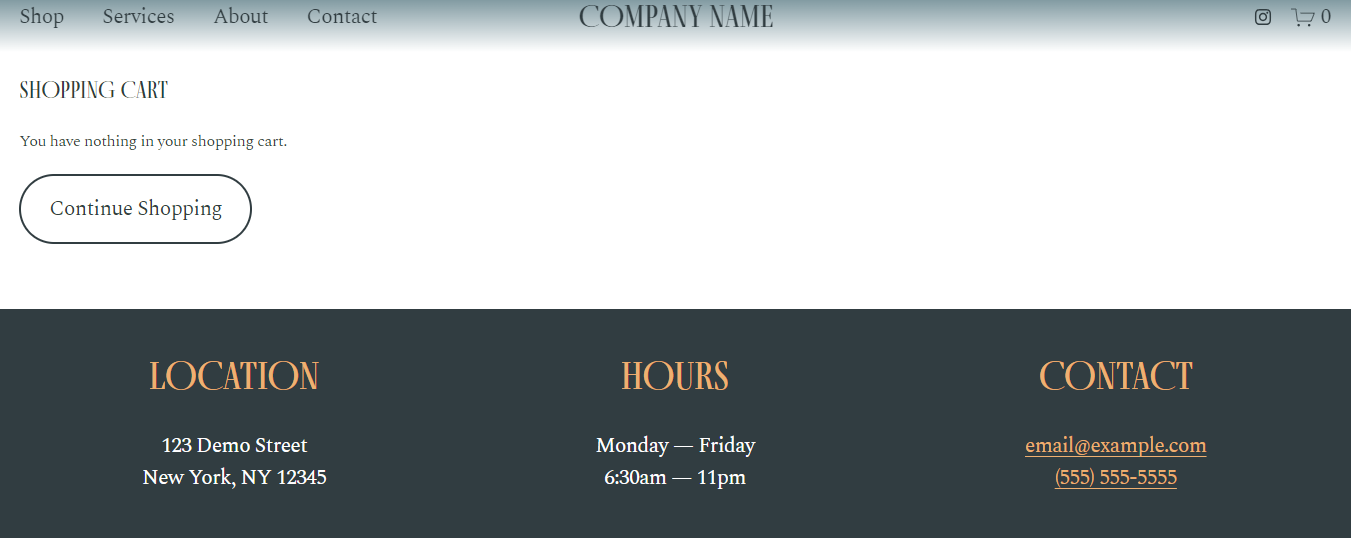 Shop Services About Contact COMPANY NAME 0
SHOPPING CART
You have nothing in your shopping cart.
Continue Shopping
LOCATION HOURS CONTACT
123 Demo Street Monday — Friday email@example.com
New York, NY 12345 6:30am — 11pm (555) 555-5555